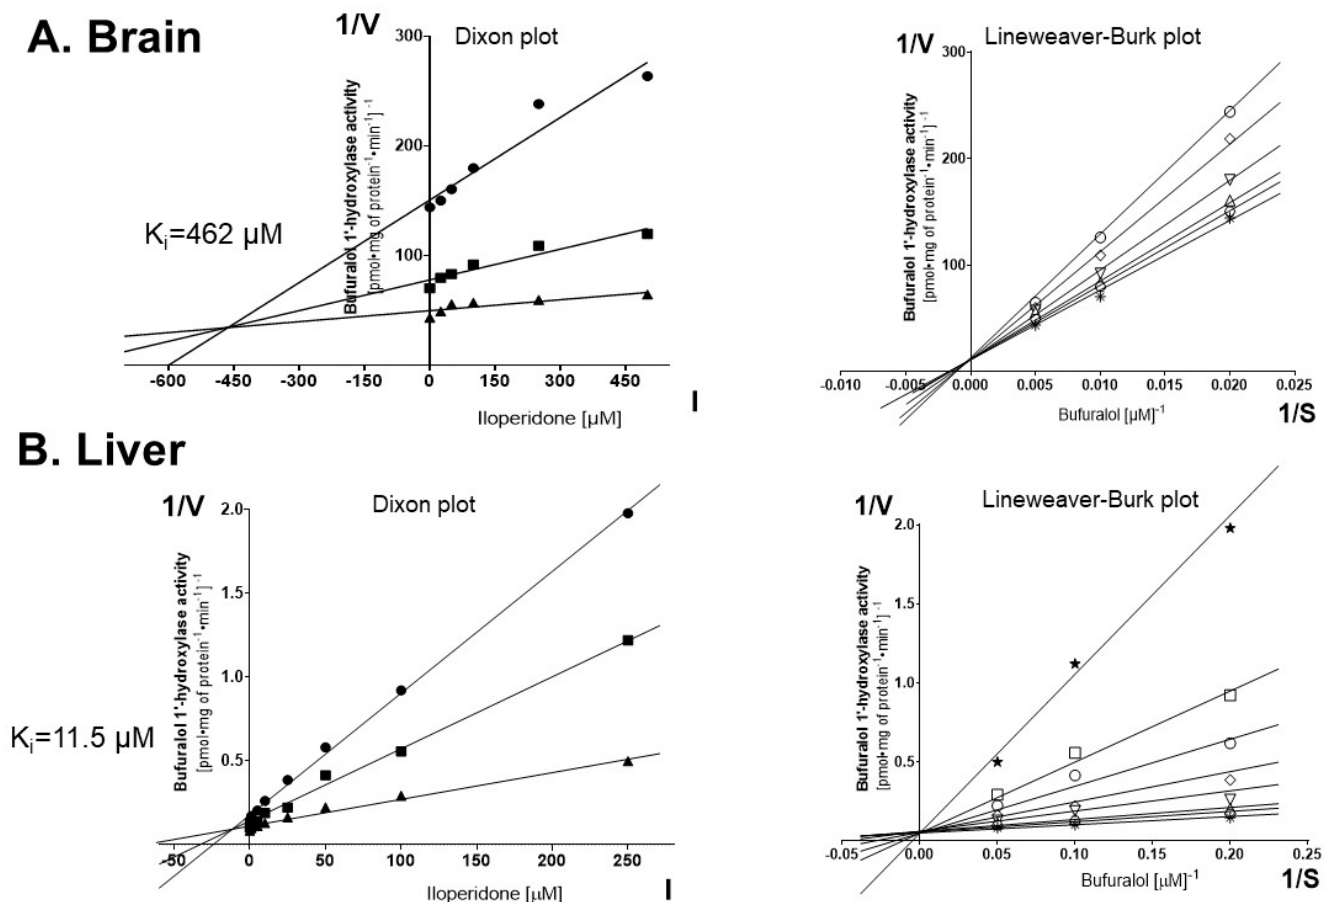 A. Brain
1/V
Dixon plot
300
200
100
Bufuralol 1'-hydroxylase activity
[pmol•mg of protein⁻¹•min⁻¹]⁻¹
Kᵢ=462 µM
-600 -450 -300 -150 0 150 300 450
Iloperidone [µM]
I
1/V
Lineweaver-Burk plot
300
200
100
Bufuralol 1'-hydroxylase activity
[pmol•mg of protein⁻¹•min⁻¹]⁻¹
-0.010 -0.005 0.000 0.005 0.010 0.015 0.020 0.025
Bufuralol [µM]⁻¹
1/S
B. Liver
1/V
Dixon plot
2.0
1.5
1.0
0.5
Bufuralol 1'-hydroxylase activity
[pmol•mg of protein⁻¹•min⁻¹]⁻¹
Kᵢ=11.5 µM
-50 0 50 100 150 200 250
Iloperidone [µM]
I
1/V
Lineweaver-Burk plot
2.0
1.5
1.0
0.5
Bufuralol 1'-hydroxylase activity
[pmol•mg of protein⁻¹•min⁻¹]⁻¹
-0.05 0.00 0.05 0.10 0.15 0.20 0.25
Bufuralol [µM]⁻¹
1/S